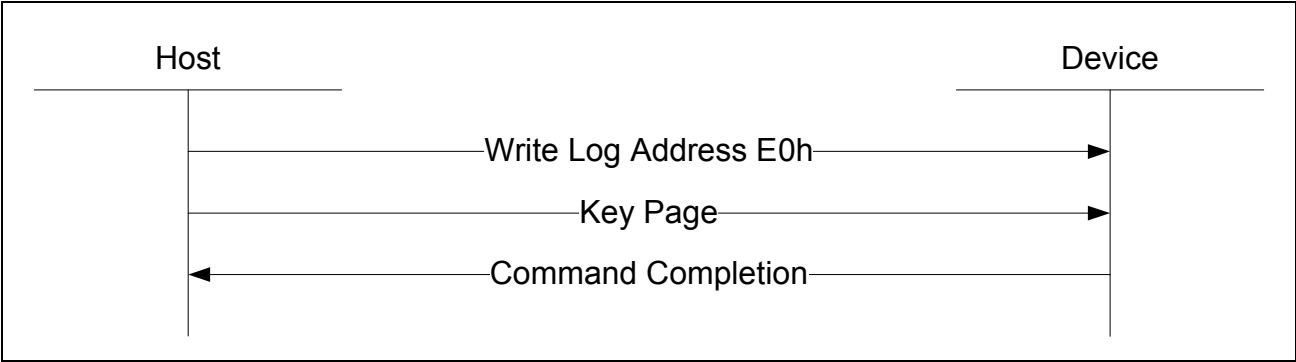 Host
Device
Write Log Address E0h
Key Page
Command Completion